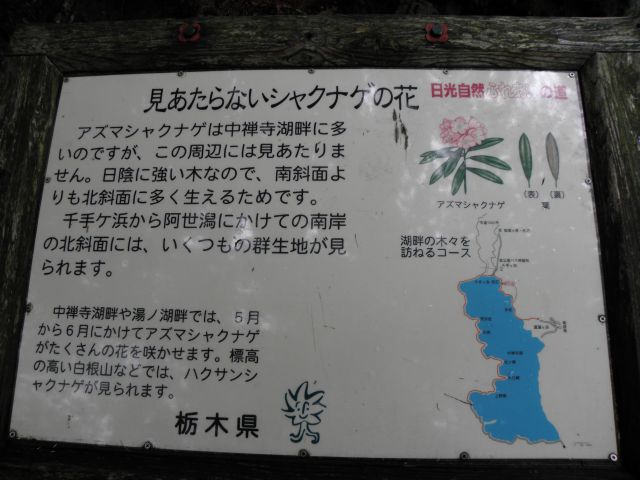 見あたらないシャクナゲの花
日光自然ふれあいの道
アズマシャクナゲは中禅寺湖畔に多
いのですが、この周辺には見あたりま
せん。日陰に強い木なので、南斜面よ
りも北斜面に多く生えるためです。
千手ケ浜から阿世潟にかけての南岸
の北斜面には、いくつもの群生地が見
られます。
中禅寺湖畔や湯ノ湖畔では、5月
から6月にかけてアズマシャクナゲ
がたくさんの花を咲かせます。標高
の高い白根山などでは、ハクサンシ
ャクナゲが見られます。
栃木県
アズマシャクナゲ
(表)
(裏)
葉
湖畔の木々を
訪ねるコース